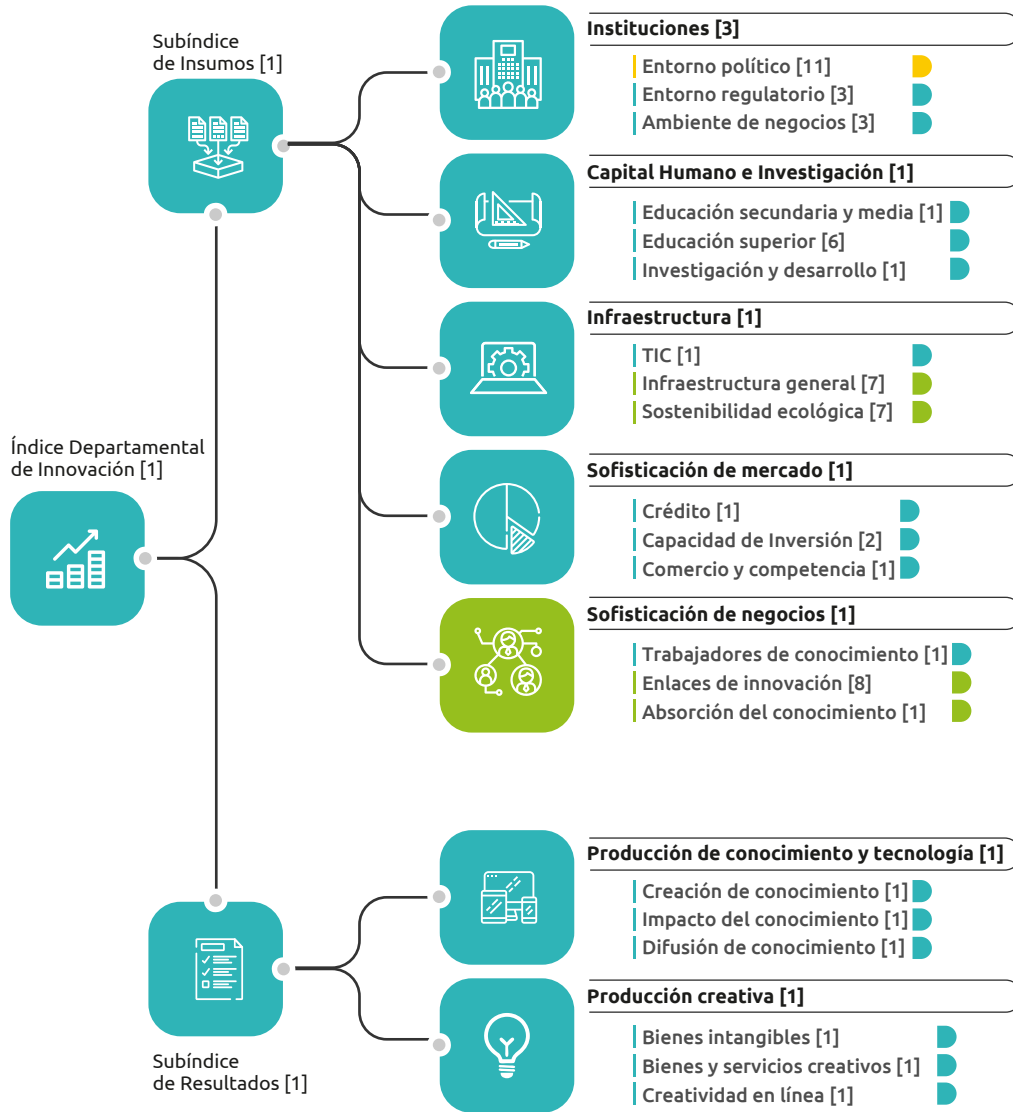 Índice Departamental
de Innovación [1]
Subíndice
de Insumos [1]
Instituciones [3]
Entorno político [11]
Entorno regulatorio [3]
Ambiente de negocios [3]
Capital Humano e Investigación [1]
Educación secundaria y media [1]
Educación superior [6]
Investigación y desarrollo [1]
Infraestructura [1]
TIC [1]
Infraestructura general [7]
Sostenibilidad ecológica [7]
Sofisticación de mercado [1]
Crédito [1]
Capacidad de Inversión [2]
Comercio y competencia [1]
Sofisticación de negocios [1]
Trabajadores de conocimiento [1]
Enlaces de innovación [8]
Absorción del conocimiento [1]
Subíndice
de Resultados [1]
Producción de conocimiento y tecnología [1]
Creación de conocimiento [1]
Impacto del conocimiento [1]
Difusión de conocimiento [1]
Producción creativa [1]
Bienes intangibles [1]
Bienes y servicios creativos [1]
Creatividad en línea [1]